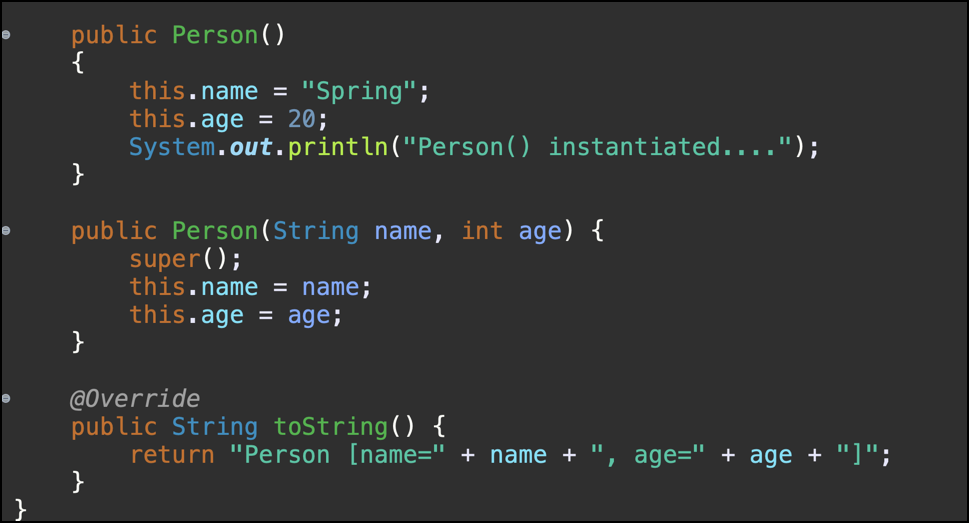 public Person()
{
this.name = "Spring";
this.age = 20;
System.out.println("Person() instantiated....");
}
public Person(String name, int age) {
super();
this.name = name;
this.age = age;
}
@Override
public String toString() {
return "Person [name=" + name + ", age=" + age + "]";
}
}